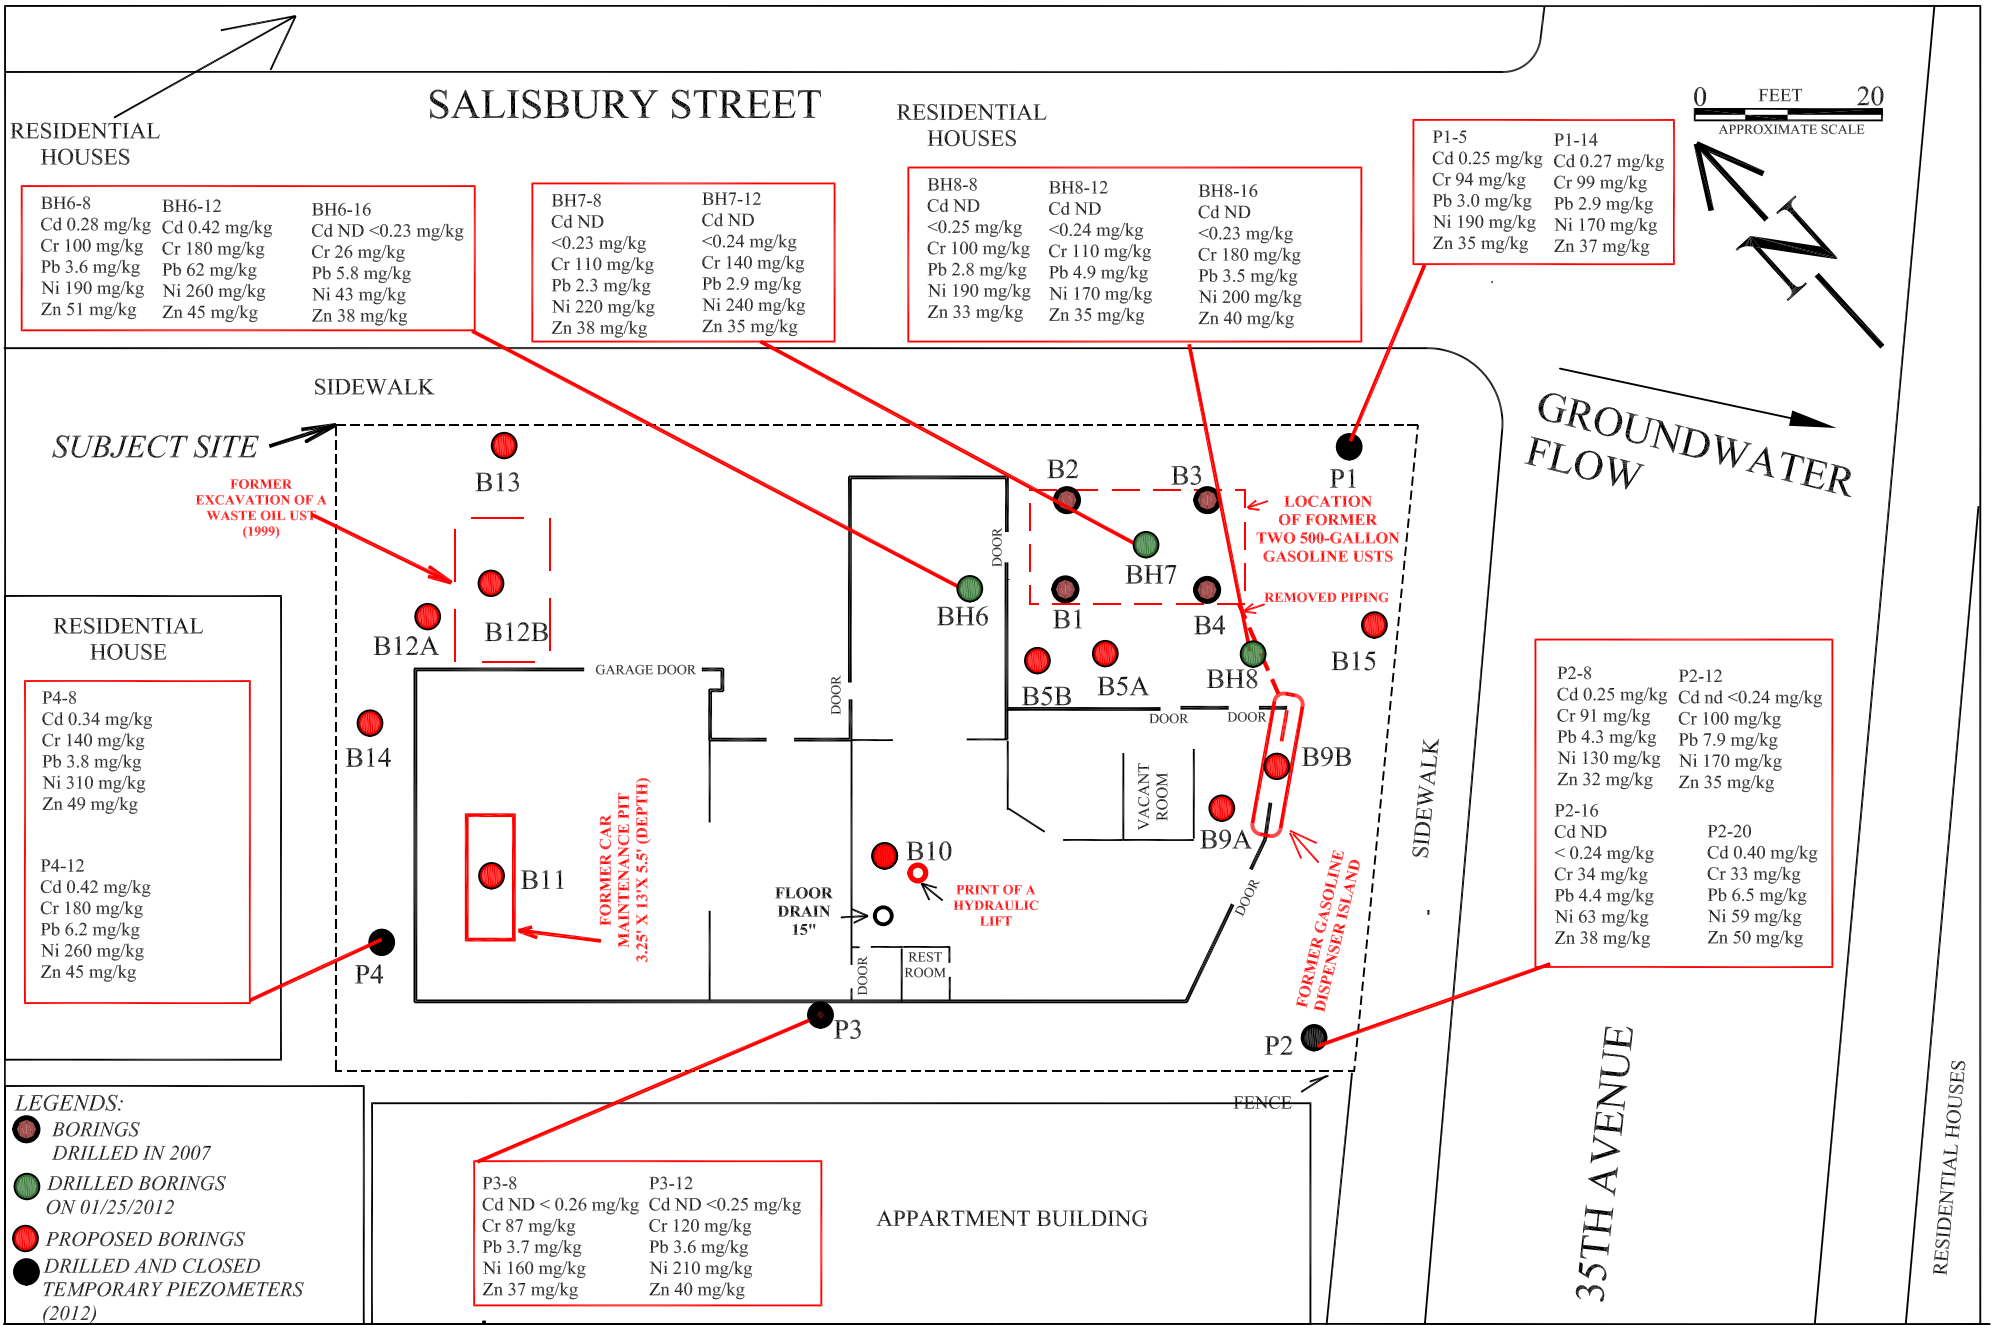 SALISBURY STREET
RESIDENTIAL
HOUSES
RESIDENTIAL
HOUSES
0 FEET 20
APPROXIMATE SCALE
N
BH6-8
Cd 0.28 mg/kg
Cr 100 mg/kg
Pb 3.6 mg/kg
Ni 190 mg/kg
Zn 51 mg/kg
BH6-12
Cd 0.42 mg/kg
Cr 180 mg/kg
Pb 62 mg/kg
Ni 260 mg/kg
Zn 45 mg/kg
BH6-16
Cd ND <0.23 mg/kg
Cr 26 mg/kg
Pb 5.8 mg/kg
Ni 43 mg/kg
Zn 38 mg/kg
BH7-8
Cd ND
<0.23 mg/kg
Cr 110 mg/kg
Pb 2.3 mg/kg
Ni 220 mg/kg
Zn 38 mg/kg
BH7-12
Cd ND
<0.24 mg/kg
Cr 140 mg/kg
Pb 2.9 mg/kg
Ni 240 mg/kg
Zn 35 mg/kg
BH8-8
Cd ND
<0.25 mg/kg
Cr 100 mg/kg
Pb 2.8 mg/kg
Ni 190 mg/kg
Zn 33 mg/kg
BH8-12
Cd ND
<0.24 mg/kg
Cr 110 mg/kg
Pb 4.9 mg/kg
Ni 170 mg/kg
Zn 35 mg/kg
BH8-16
Cd ND
<0.23 mg/kg
Cr 180 mg/kg
Pb 3.5 mg/kg
Ni 200 mg/kg
Zn 40 mg/kg
P1-5
Cd 0.25 mg/kg
Cr 94 mg/kg
Pb 3.0 mg/kg
Ni 190 mg/kg
Zn 35 mg/kg
P1-14
Cd 0.27 mg/kg
Cr 99 mg/kg
Pb 2.9 mg/kg
Ni 170 mg/kg
Zn 37 mg/kg
SIDEWALK
SUBJECT SITE
GROUNDWATER
FLOW
B13
FORMER
EXCAVATION OF A
WASTE OIL UST
(1999)
B12A
B12B
B14
B2
B3
P1
LOCATION
OF FORMER
TWO 500-GALLON
GASOLINE USTS
DOOR
BH7
BH6
B1
B4
REMOVED PIPING
B5B
B5A
BH8
B15
RESIDENTIAL
HOUSE
P4-8
Cd 0.34 mg/kg
Cr 140 mg/kg
Pb 3.8 mg/kg
Ni 310 mg/kg
Zn 49 mg/kg
P4-12
Cd 0.42 mg/kg
Cr 180 mg/kg
Pb 6.2 mg/kg
Ni 260 mg/kg
Zn 45 mg/kg
GARAGE DOOR
DOOR
DOOR
DOOR
VACANT
ROOM
B9B
B9A
SIDEWALK
P2-8
Cd 0.25 mg/kg
Cr 91 mg/kg
Pb 4.3 mg/kg
Ni 130 mg/kg
Zn 32 mg/kg
P2-12
Cd nd <0.24 mg/kg
Cr 100 mg/kg
Pb 7.9 mg/kg
Ni 170 mg/kg
Zn 35 mg/kg
P2-16
Cd ND
< 0.24 mg/kg
Cr 34 mg/kg
Pb 4.4 mg/kg
Ni 63 mg/kg
Zn 38 mg/kg
P2-20
Cd 0.40 mg/kg
Cr 33 mg/kg
Pb 6.5 mg/kg
Ni 59 mg/kg
Zn 50 mg/kg
B11
FORMER CAR
MAINTENANCE PIT
3.25' X 13'X 5.5' (DEPTH)
B10
FLOOR
DRAIN
15"
PRINT OF A
HYDRAULIC
LIFT
DOOR
REST
ROOM
DOOR
FORMER GASOLINE
DISPENSER ISLAND
P4
P3
P2
FENCE
35TH AVENUE
RESIDENTIAL HOUSES
LEGENDS:
BORINGS
DRILLED IN 2007
DRILLED BORINGS
ON 01/25/2012
PROPOSED BORINGS
DRILLED AND CLOSED
TEMPORARY PIEZOMETERS
(2012)
P3-8
Cd ND < 0.26 mg/kg
Cr 87 mg/kg
Pb 3.7 mg/kg
Ni 160 mg/kg
Zn 37 mg/kg
P3-12
Cd ND <0.25 mg/kg
Cr 120 mg/kg
Pb 3.6 mg/kg
Ni 210 mg/kg
Zn 40 mg/kg
APPARTMENT BUILDING